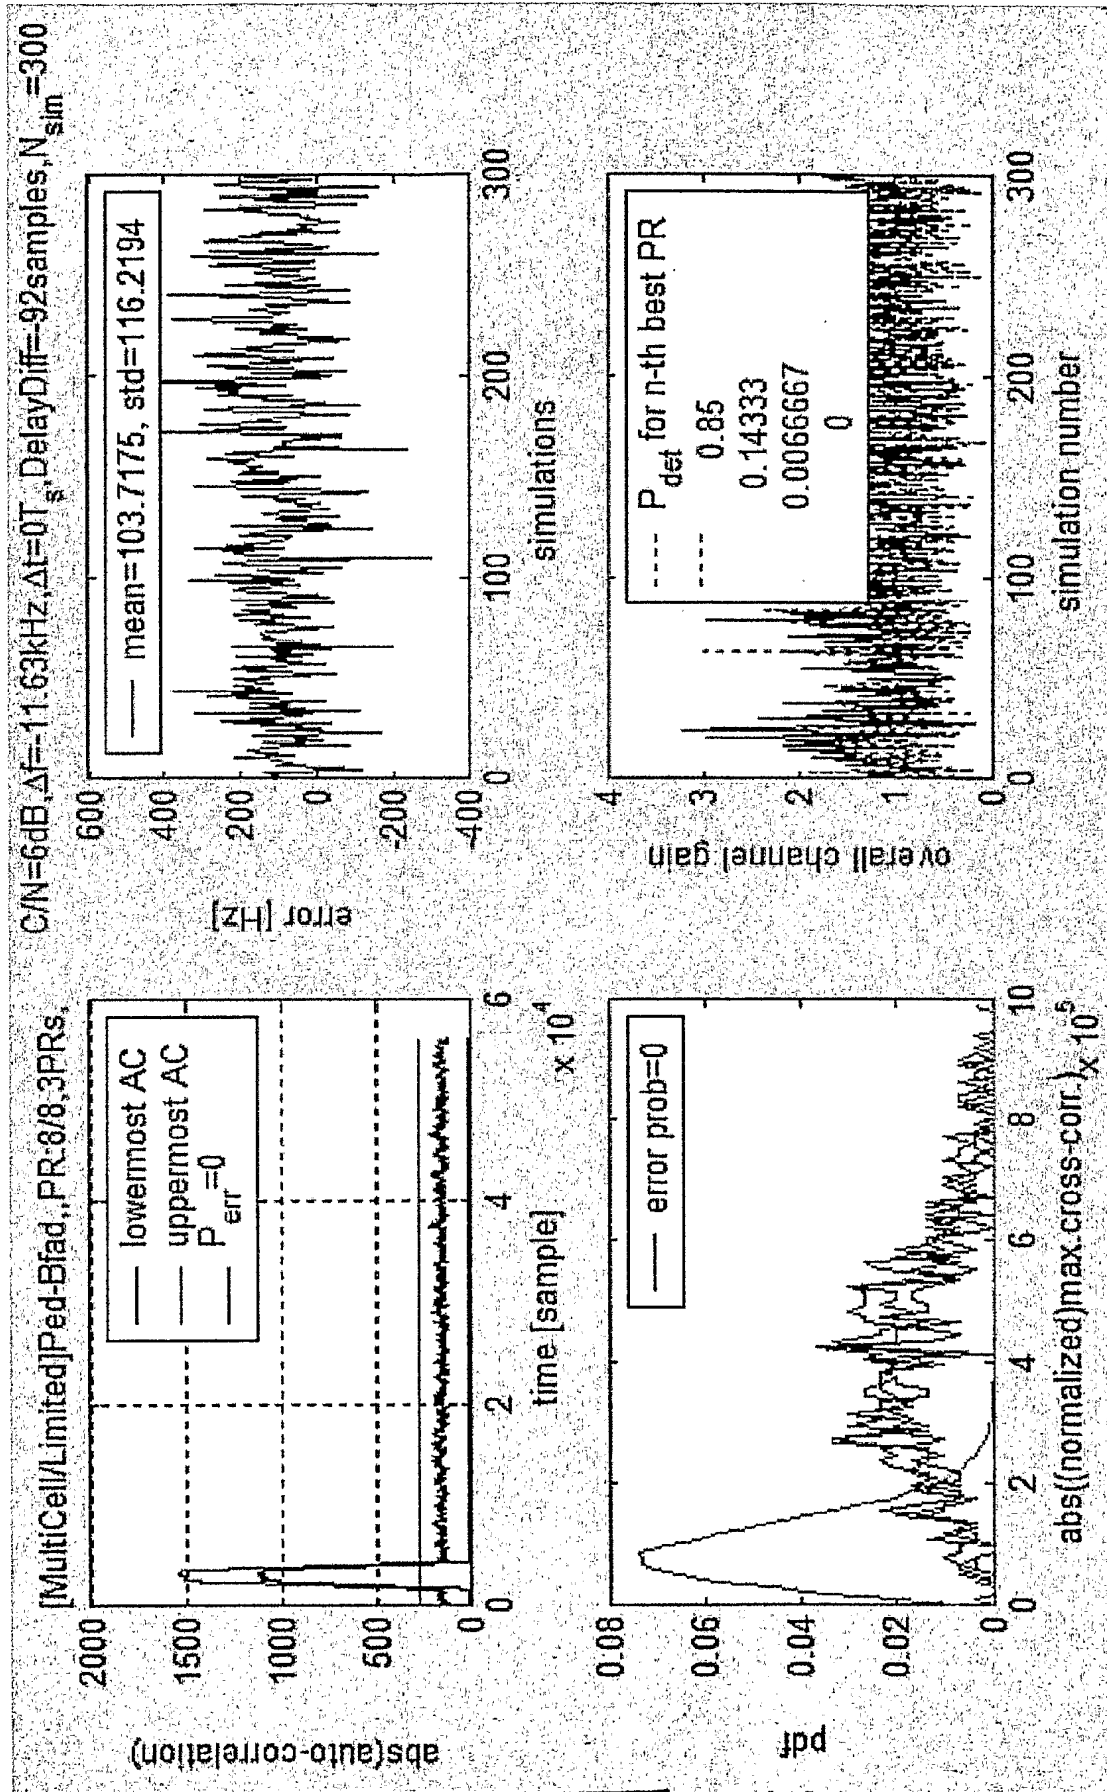 [MultiCell/Limited]Ped-Bfad,,PR:8/8,3PRs,
C/N=6dB,Δf=-11.63kHz,Δt=0T_s,DelayDiff=-92samples,N_sim=300
abs(auto-correlation)
2000
1500
1000
500
0
lowermost AC
uppermost AC
P_err=0
0
2
4
6
x 10^4
time [sample]
error [Hz]
600
400
200
0
-200
-400
mean=103.7175, std=116.2194
0
100
200
300
simulations
pdf
0.08
0.06
0.04
0.02
0
error prob=0
0
2
4
6
8
10
x 10^5
abs((normalized)max.cross-corr.)
overall channel gain
4
3
2
1
0
P_det for n-th best PR
0.85
0.14333
0.0066667
0
0
100
200
300
simulation number